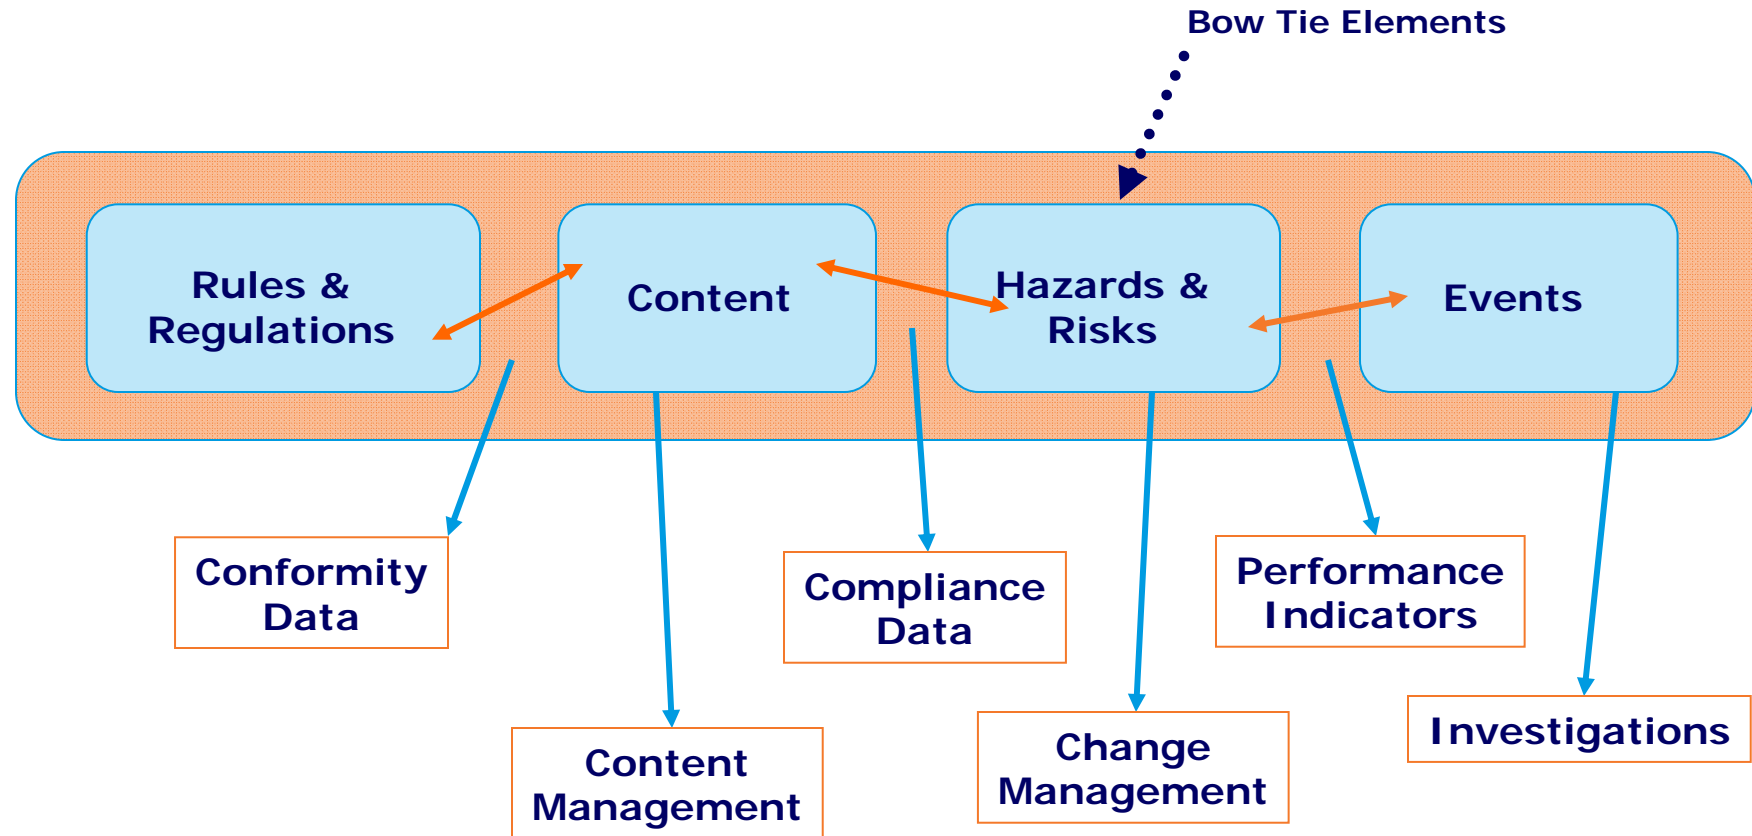 Bow Tie Elements
Rules &
Regulations
Content
Hazards &
Risks
Events
Conformity
Data
Compliance
Data
Performance
Indicators
Content
Management
Change
Management
Investigations